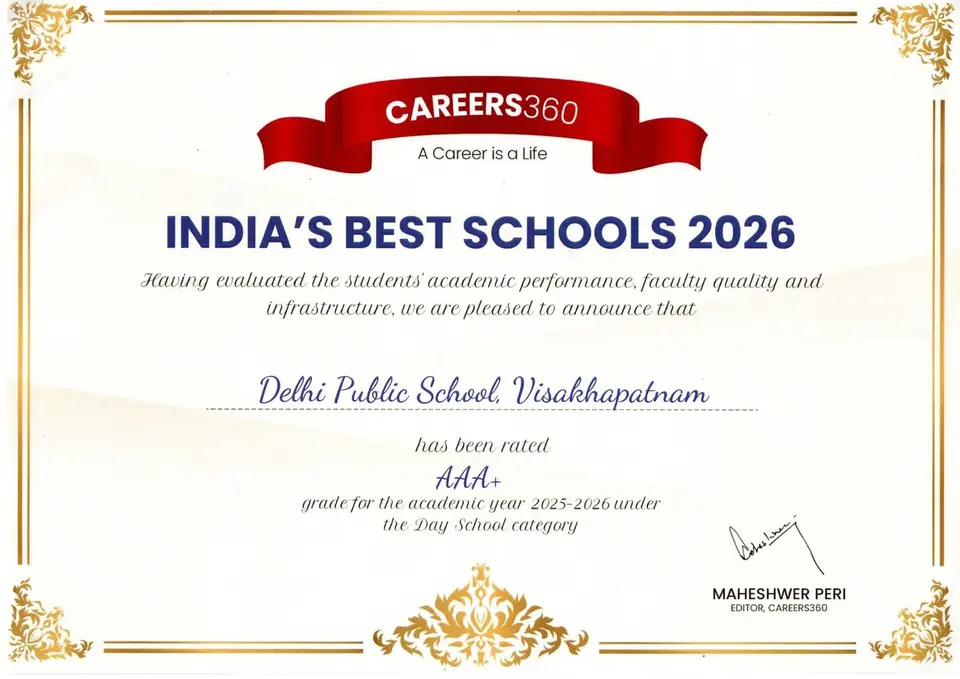 CAREERS360
A Career is a Life
INDIA'S BEST SCHOOLS 2026
Having evaluated the students' academic performance, faculty quality and
infrastructure, we are pleased to announce that
Delhi Public School, Visakhapatnam
has been rated
AAA+
grade for the academic year 2025-2026 under
the Day School category
MAHESHWER PERI
EDITOR, CAREERS360